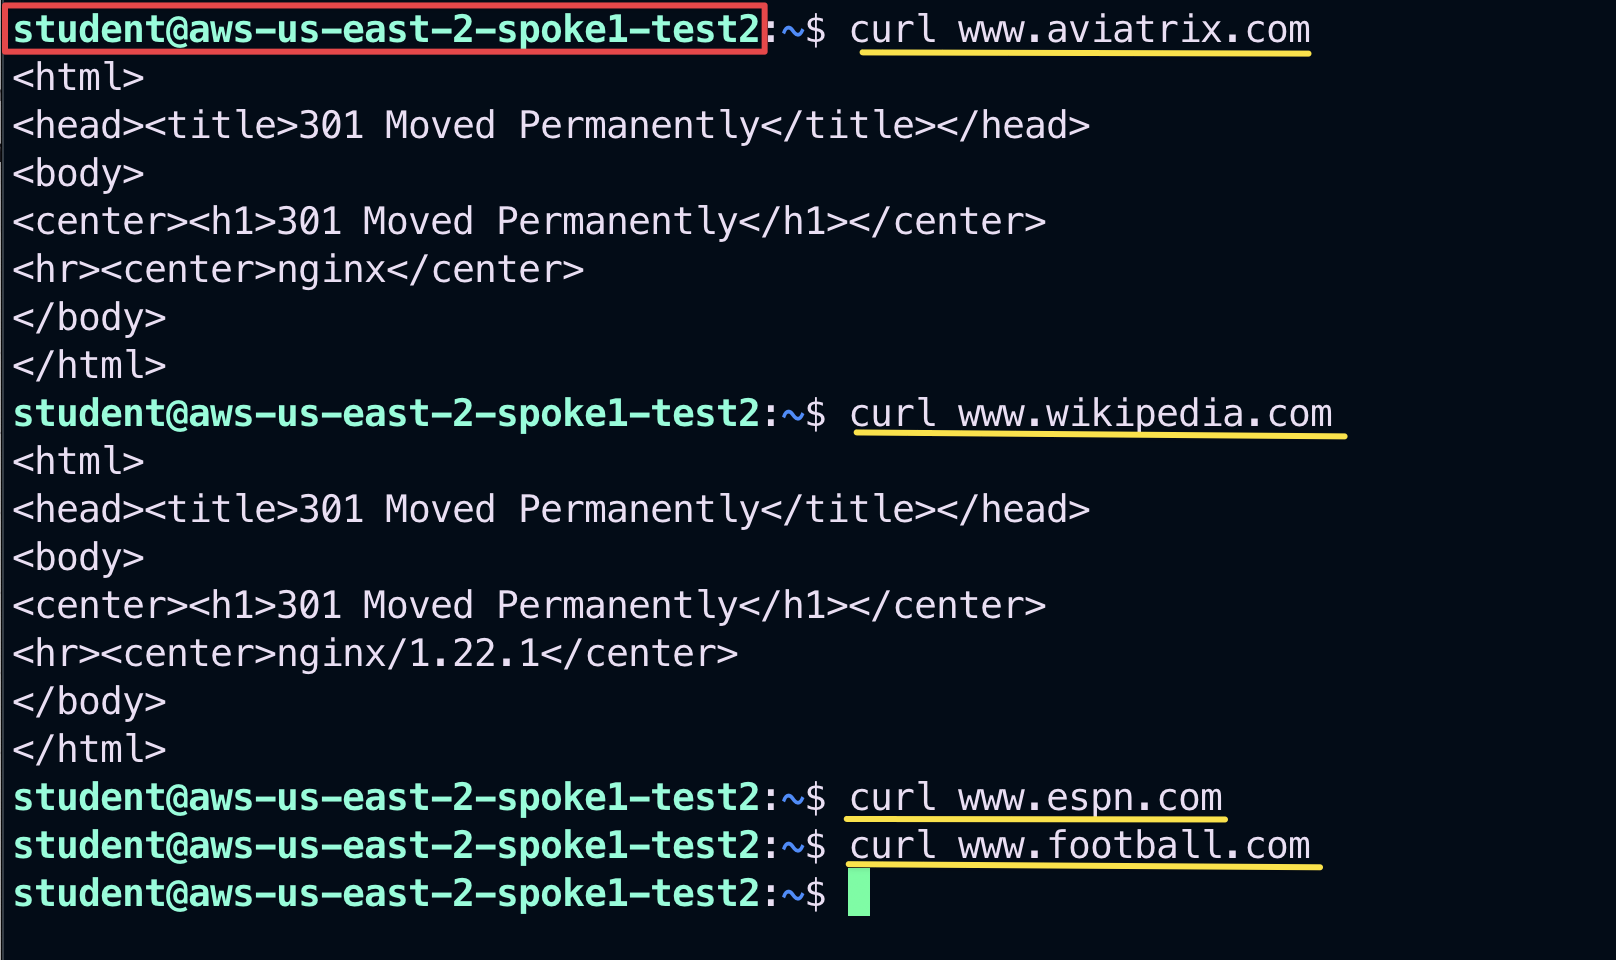 student@aws-us-east-2-spoke1-test2:~$ curl www.aviatrix.com
<html>
<head><title>301 Moved Permanently</title></head>
<body>
<center><h1>301 Moved Permanently</h1></center>
<hr><center>nginx</center>
</body>
</html>
student@aws-us-east-2-spoke1-test2:~$ curl www.wikipedia.com
<html>
<head><title>301 Moved Permanently</title></head>
<body>
<center><h1>301 Moved Permanently</h1></center>
<hr><center>nginx/1.22.1</center>
</body>
</html>
student@aws-us-east-2-spoke1-test2:~$ curl www.espn.com
student@aws-us-east-2-spoke1-test2:~$ curl www.football.com
student@aws-us-east-2-spoke1-test2:~$